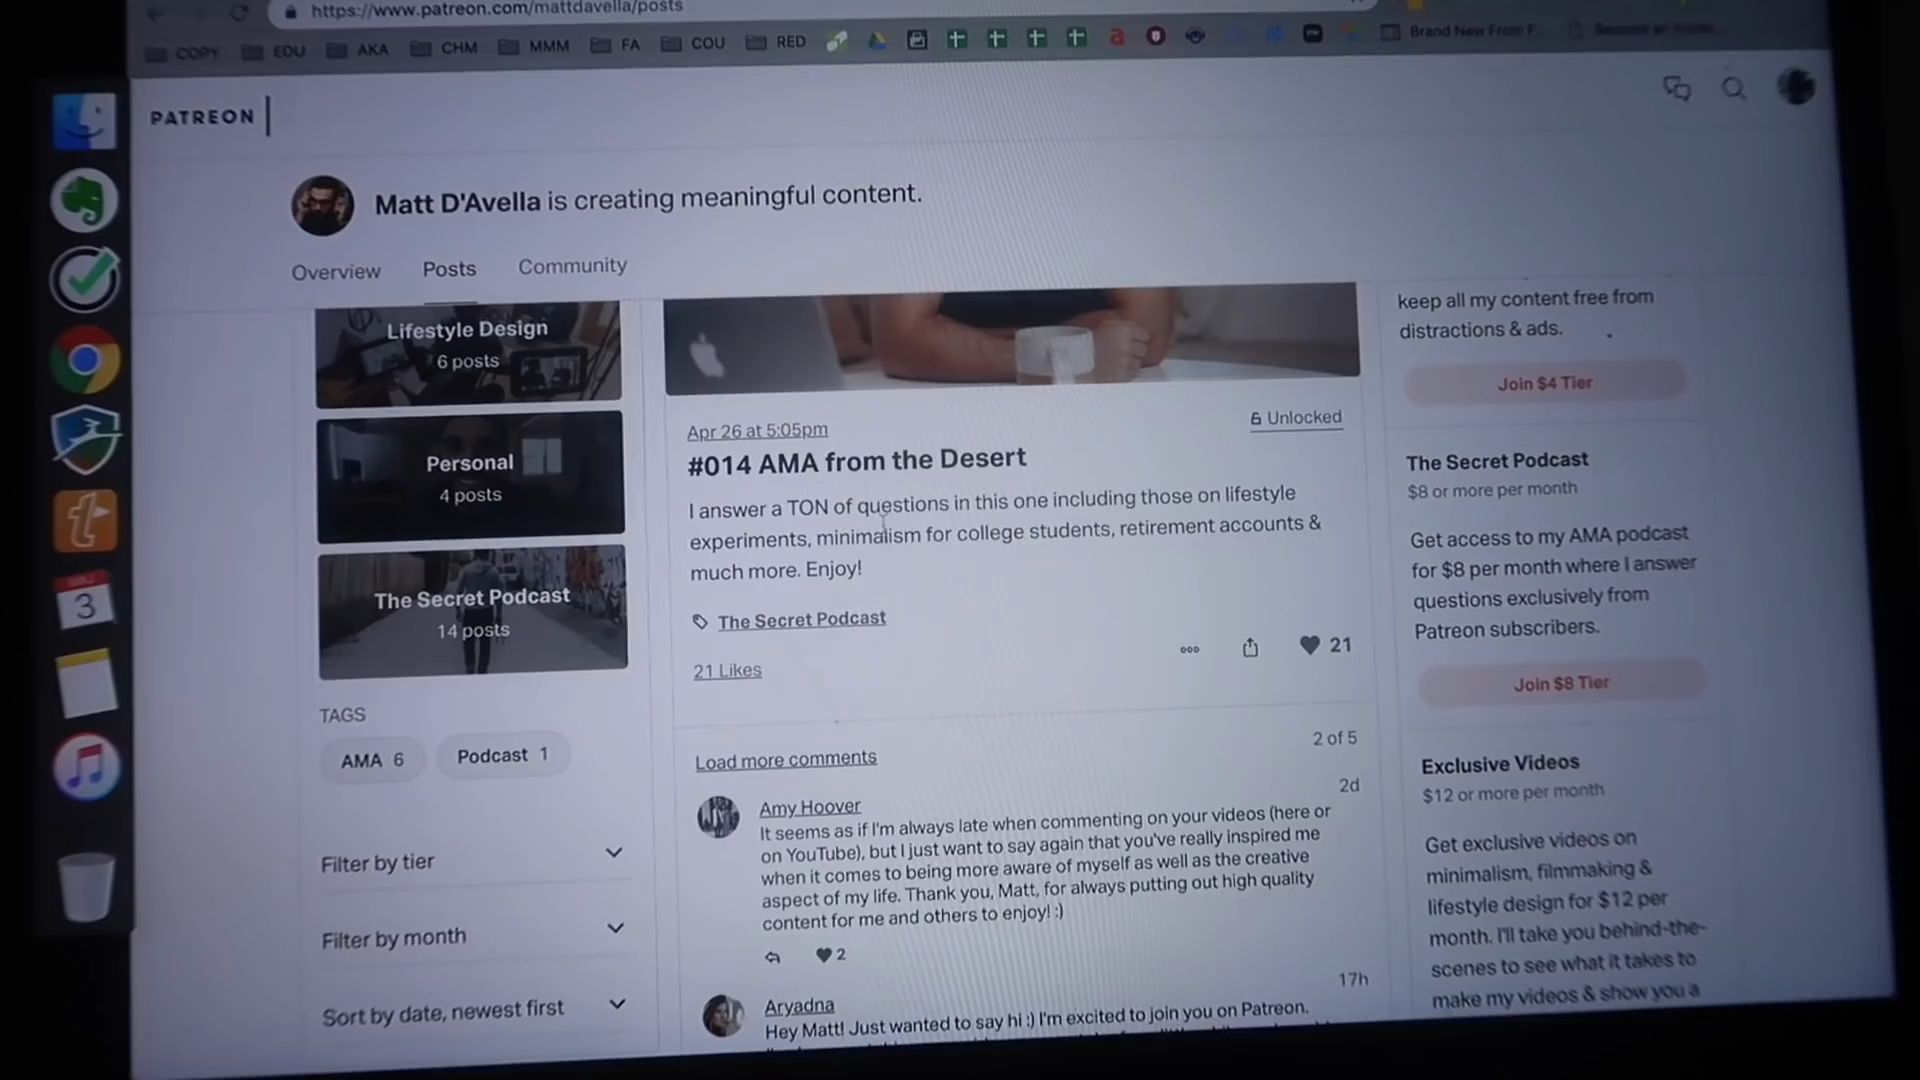 https://www.patreon.com/mattdavella/posts
COPY
EDU
AKA
CHM
MMM
FA
COU
RED
Brand New From F
PATREON
Matt D'Avella is creating meaningful content.
Overview
Posts
Community
Lifestyle Design
6 posts
Personal
4 posts
The Secret Podcast
14 posts
TAGS
AMA 6
Podcast 1
Filter by tier
Filter by month
Sort by date, newest first
Apr 26 at 5:05pm
Unlocked
#014 AMA from the Desert
I answer a TON of questions in this one including those on lifestyle
experiments, minimalism for college students, retirement accounts &
much more. Enjoy!
The Secret Podcast
21 Likes
21
Load more comments
2 of 5
Amy Hoover
2d
It seems as if I'm always late when commenting on your videos (here or
on YouTube), but I just want to say again that you've really inspired me
when it comes to being more aware of myself as well as the creative
aspect of my life. Thank you, Matt, for always putting out high quality
content for me and others to enjoy! :)
2
Aryadna
17h
Hey Matt! Just wanted to say hi :) I'm excited to join you on Patreon.
keep all my content free from
distractions & ads.
Join $4 Tier
The Secret Podcast
$8 or more per month
Get access to my AMA podcast
for $8 per month where I answer
questions exclusively from
Patreon subscribers.
Join $8 Tier
Exclusive Videos
$12 or more per month
Get exclusive videos on
minimalism, filmmaking &
lifestyle design for $12 per
month. I'll take you behind-the-
scenes to see what it takes to
make my videos & show you a
3